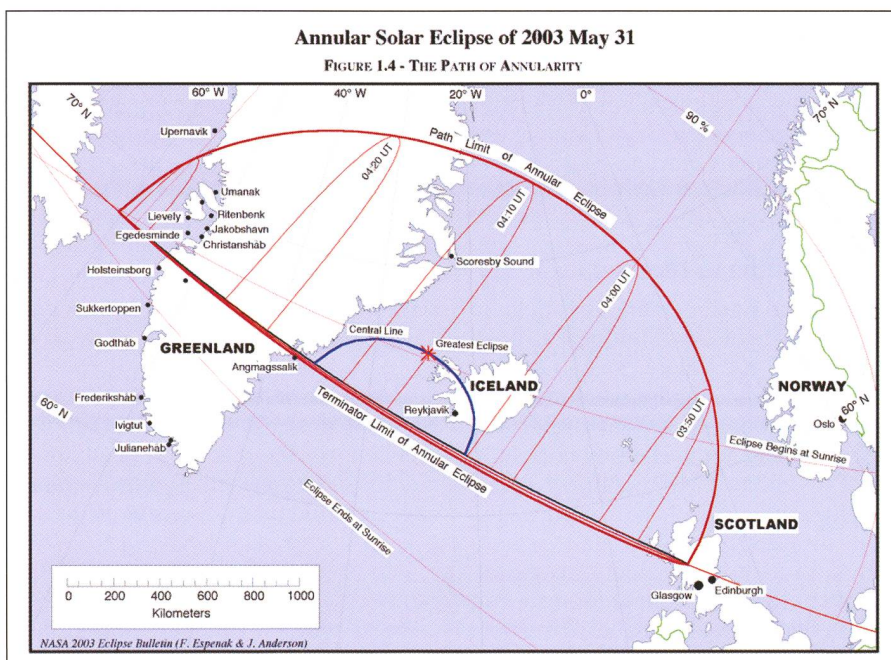 Annular Solar Eclipse of 2003 May 31
FIGURE 1.4 - THE PATH OF ANNULARITY
70° N
60° W
40° W
20° W
0°
90 %
70° N
Upernavik
Path Limit of Annular Eclipse
04:20 UT
Umanak
Lievely
Ritenbenk
Jakobshavn
Egedesminde
Christanshåb
04:10 UT
Holsteinsborg
Scoresby Sound
04:00 UT
Sukkertoppen
Central Line
Greatest Eclipse
Godthåb
GREENLAND
Angmagssalik
ICELAND
NORWAY
Frederikshåb
Reykjavik
60° N
60° N
Oslo
Terminator Limit of Annular Eclipse
03:50 UT
Ivigtut
Julianehåb
Eclipse Begins at Sunrise
Eclipse Ends at Sunrise
SCOTLAND
0 200 400 600 800 1000
Kilometers
Glasgow
Edinburgh
NASA 2003 Eclipse Bulletin (F. Espenak & J. Anderson)